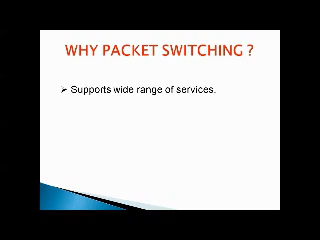 WHY PACKET SWITCHING ?
➢ Supports wide range of services.